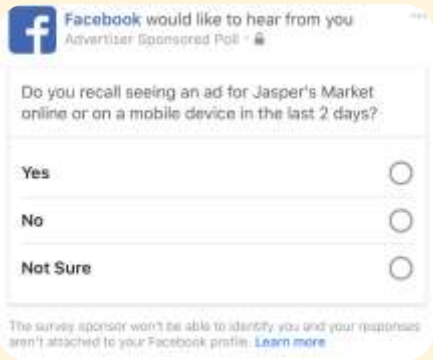 Facebook would like to hear from you
Advertiser Sponsored Poll ·
Do you recall seeing an ad for Jasper's Market
online or on a mobile device in the last 2 days?
Yes
No
Not Sure
The survey sponsor won't be able to identify you and your responses
aren't attached to your Facebook profile. Learn more